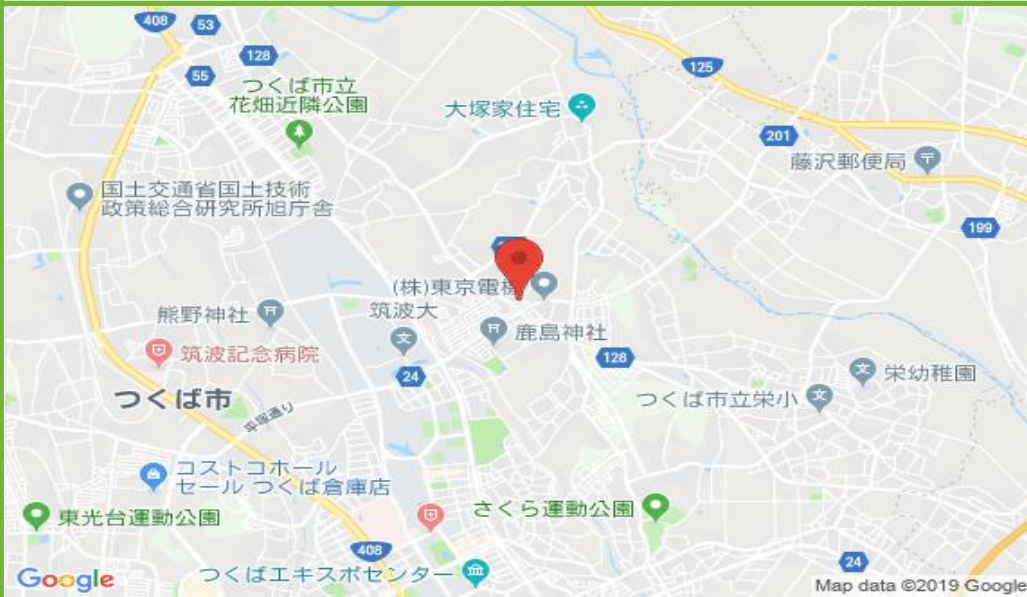 408
53
128
55
つくば市立
花畑近隣公園
125
大塚家住宅
201
藤沢郵便局
国土交通省国土技術
政策総合研究所旭庁舎
199
(株)東京電機
筑波大
熊野神社
鹿島神社
筑波記念病院
128
24
栄幼稚園
つくば市
つくば市立栄小
平塚通り
コストコホール
セール つくば倉庫店
東光台運動公園
さくら運動公園
408
24
つくばエキスポセンター
Google
Map data ©2019 Google